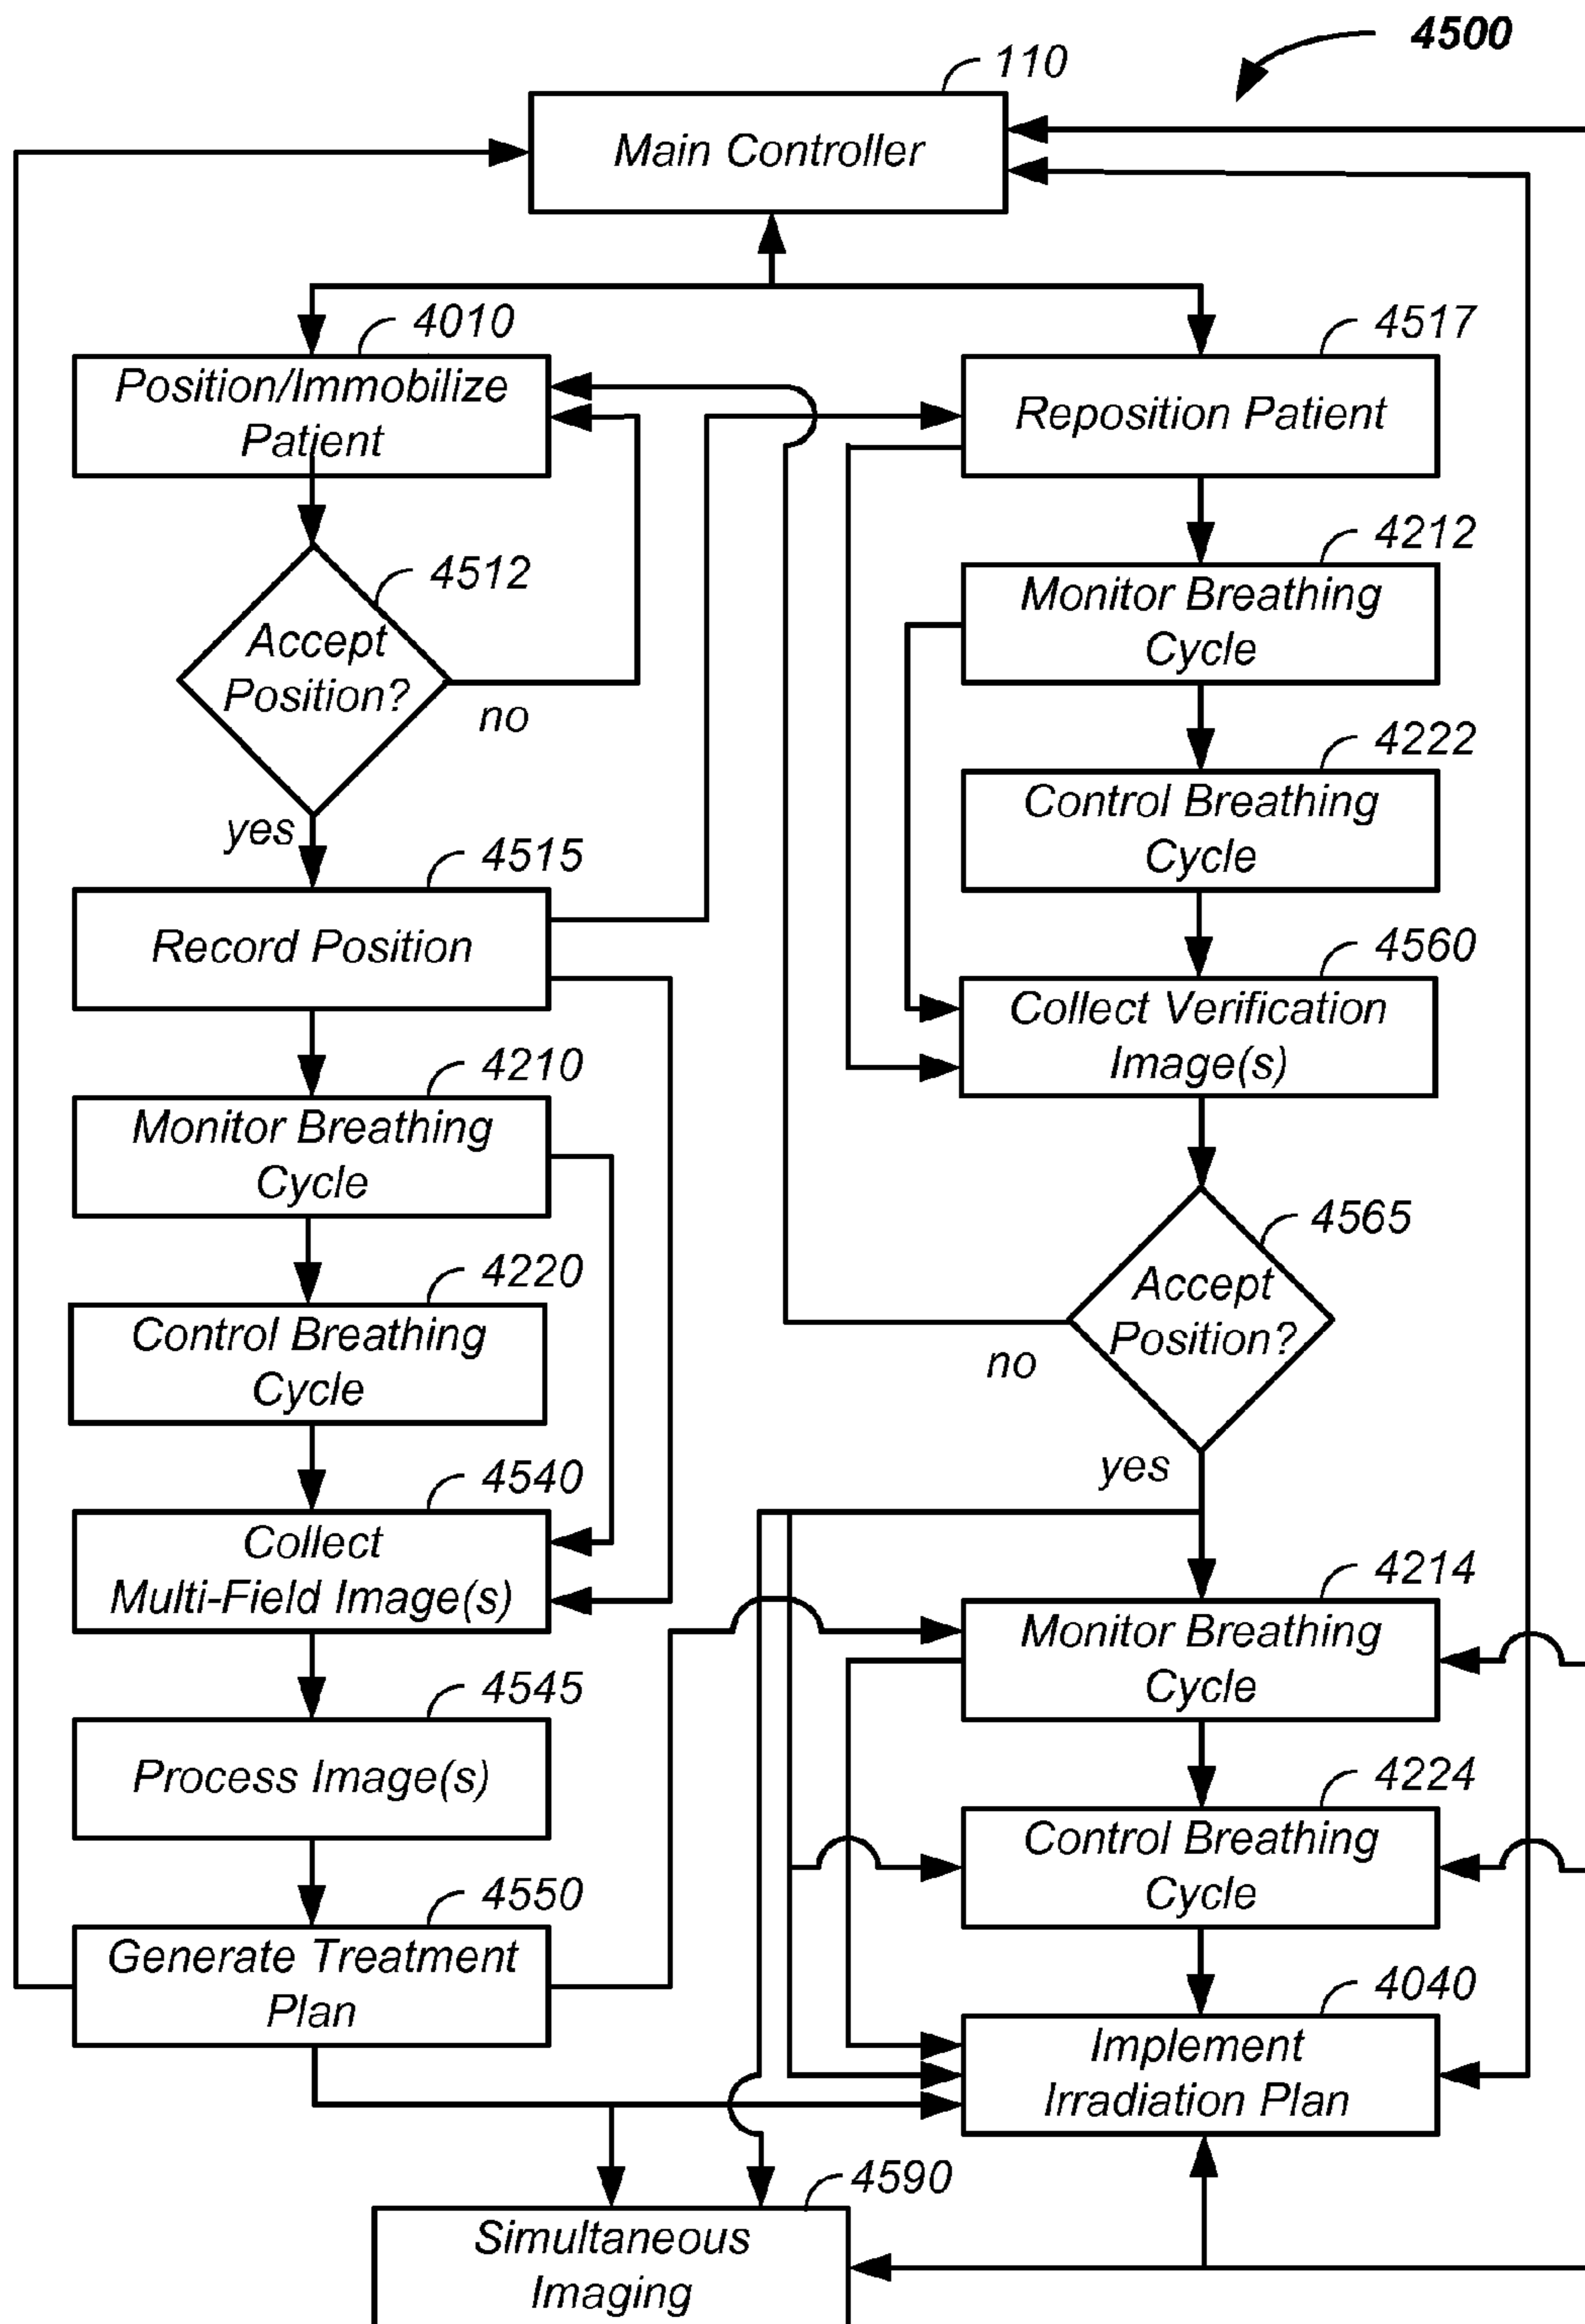 4500
110
Main Controller
4010
Position/Immobilize
Patient
4512
Accept
Position?
no
yes
4515
Record Position
4210
Monitor Breathing
Cycle
4220
Control Breathing
Cycle
4540
Collect
Multi-Field Image(s)
4545
Process Image(s)
4550
Generate Treatment
Plan
4517
Reposition Patient
4212
Monitor Breathing
Cycle
4222
Control Breathing
Cycle
4560
Collect Verification
Image(s)
4565
Accept
Position?
no
yes
4214
Monitor Breathing
Cycle
4224
Control Breathing
Cycle
4040
Implement
Irradiation Plan
4590
Simultaneous
Imaging